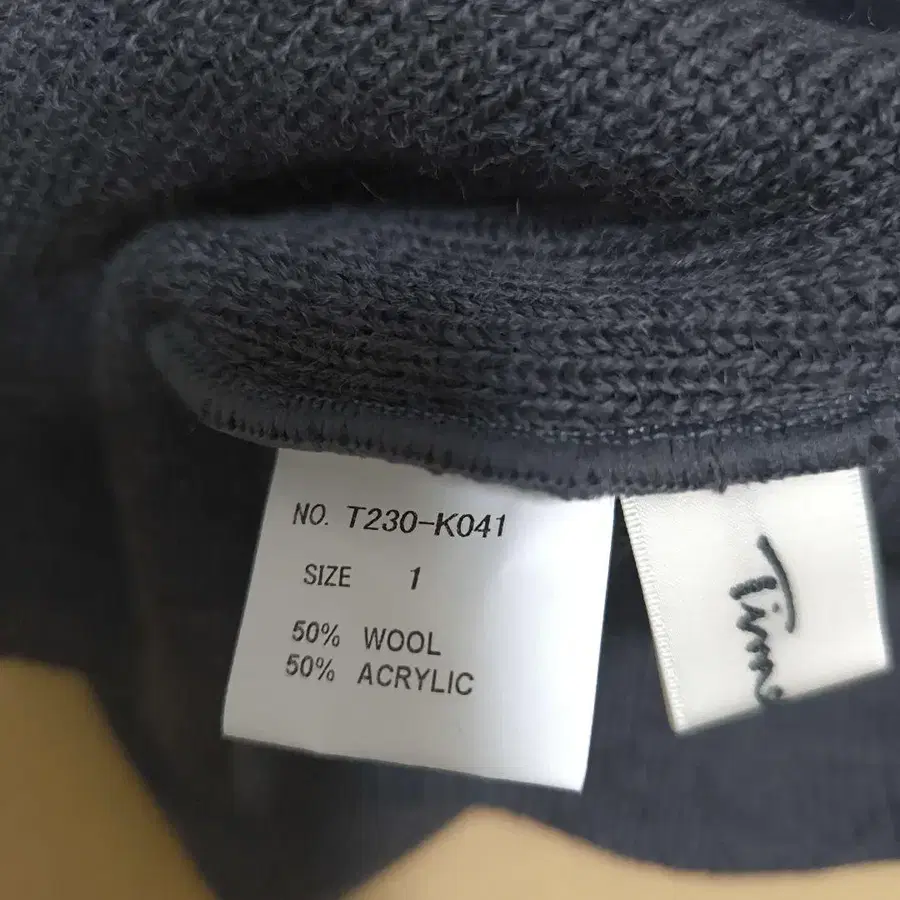 NO. T230-K041
SIZE 1
50% WOOL
50% ACRYLIC